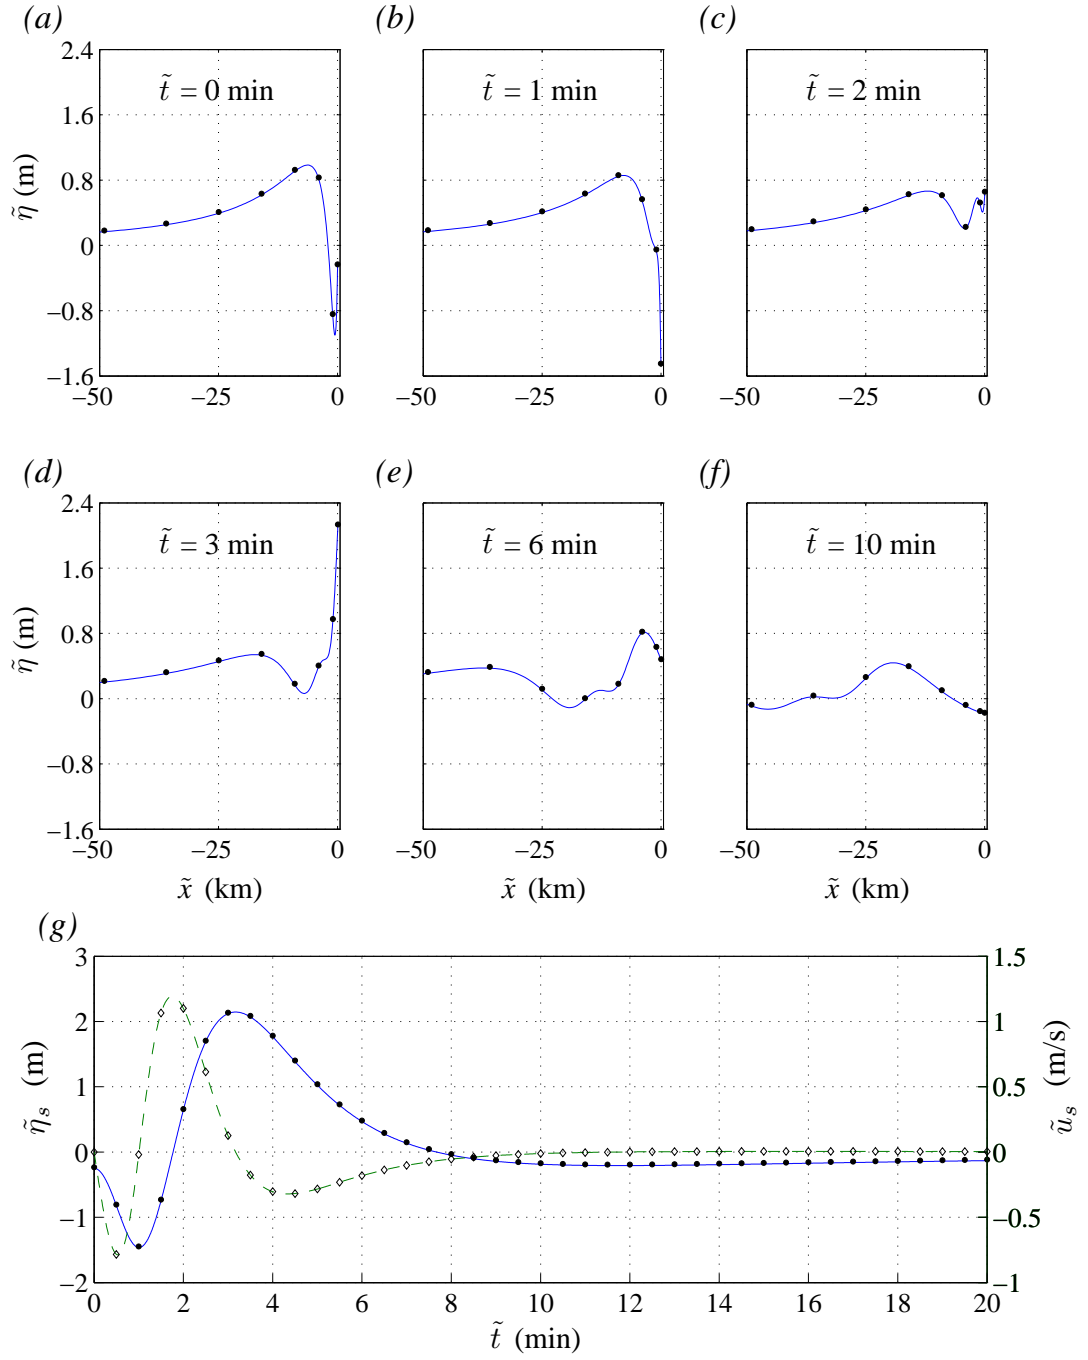 (a) (b) (c)
2.4
t̃ = 0 min t̃ = 1 min t̃ = 2 min
1.6
0.8
η̃ (m)
0
−0.8
−1.6
−50 −25 0 −50 −25 0 −50 −25 0
(d) (e) (f)
2.4
t̃ = 3 min t̃ = 6 min t̃ = 10 min
1.6
0.8
η̃ (m)
0
−0.8
−1.6
−50 −25 0 −50 −25 0 −50 −25 0
x̃ (km) x̃ (km) x̃ (km)
(g)
3 1.5
2 1
1 0.5
η̃s (m) ũs (m/s)
0 0
−1 −0.5
−2 −1
0 2 4 6 8 10 12 14 16 18 20
t̃ (min)